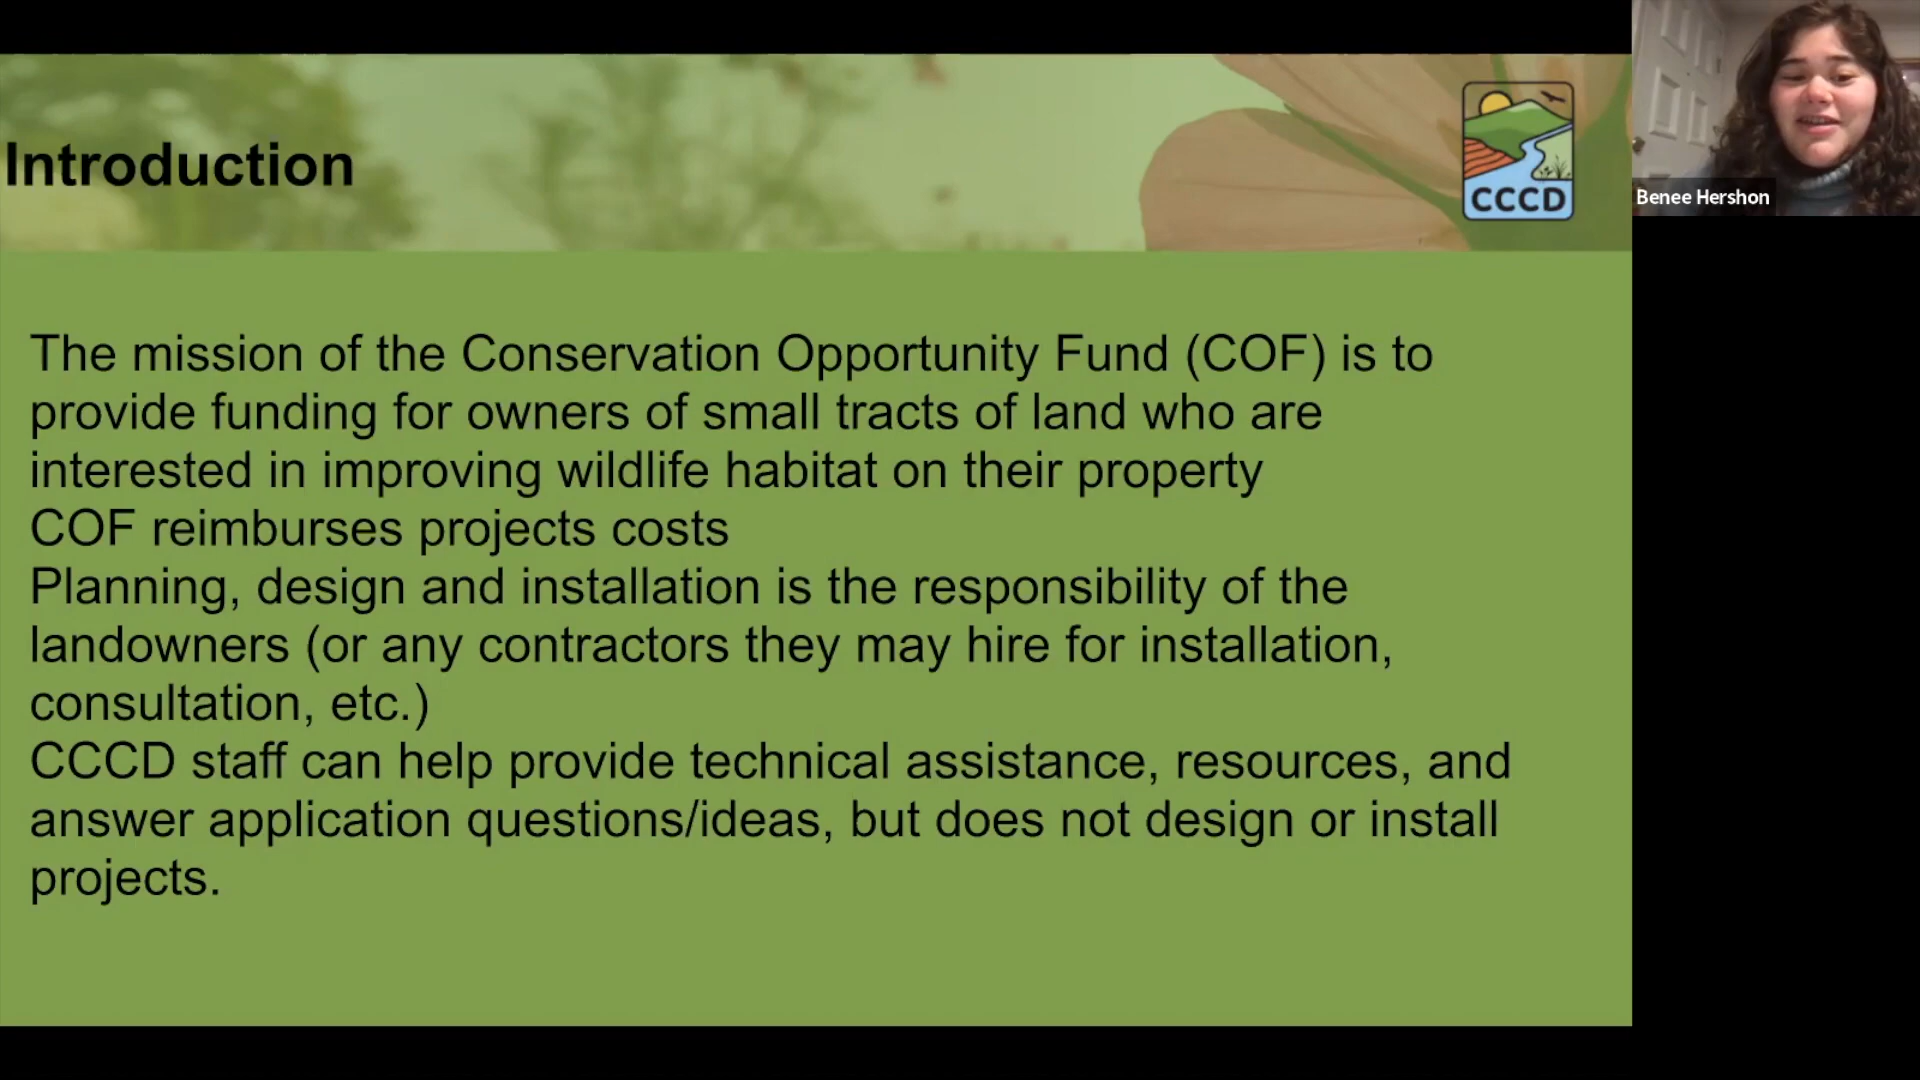 Introduction
CCCD
Benee Hershon
The mission of the Conservation Opportunity Fund (COF) is to
provide funding for owners of small tracts of land who are
interested in improving wildlife habitat on their property
COF reimburses projects costs
Planning, design and installation is the responsibility of the
landowners (or any contractors they may hire for installation,
consultation, etc.)
CCCD staff can help provide technical assistance, resources, and
answer application questions/ideas, but does not design or install
projects.